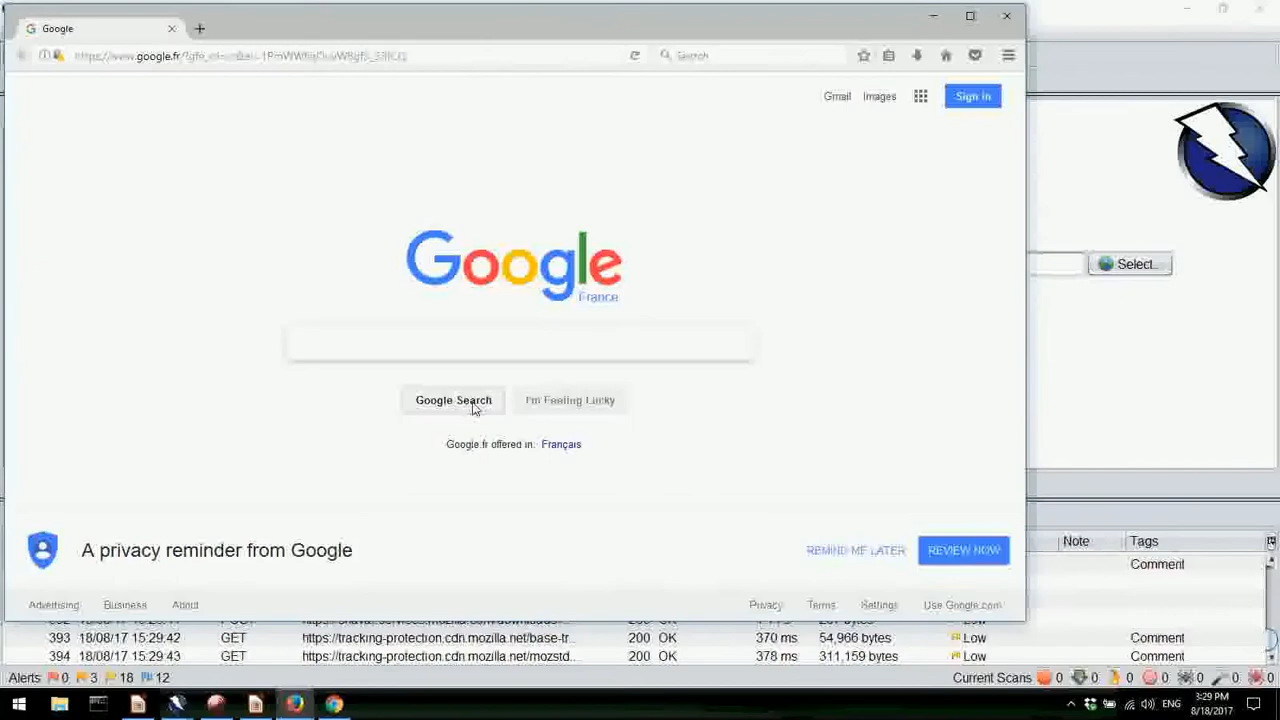 Google
Search
Gmail Images Sign in
Google
France
Select...
Google Search I'm Feeling Lucky
Google.fr offered in: Français
A privacy reminder from Google REMIND ME LATER REVIEW NOW
Note Tags
Comment
Advertising Business About Privacy Terms Settings Use Google.com
393 18/08/17 15:29:42 GET https://tracking-protection.cdn.mozilla.net/base-tr... 200 OK 370 ms 54,966 bytes Low Comment
394 18/08/17 15:29:43 GET https://tracking-protection.cdn.mozilla.net/mozstd... 200 OK 378 ms 311,159 bytes Low Comment
Alerts 0 3 18 12 Current Scans 0 0 0 0 0 0 0
ENG 3:29 PM
8/18/2017